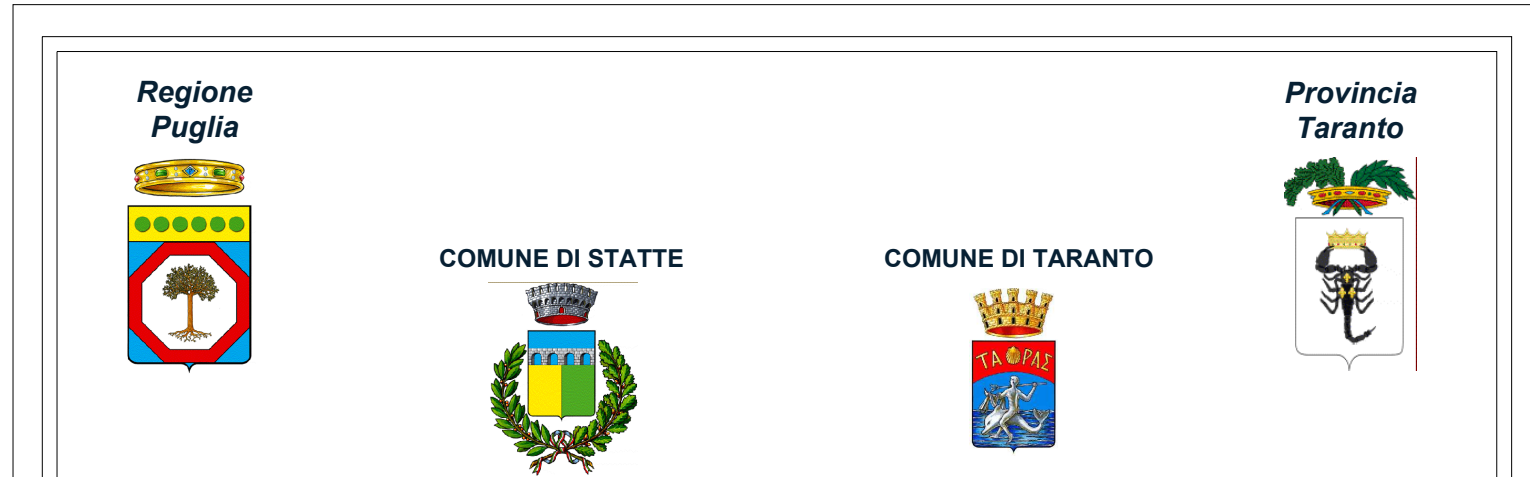 Regione
Puglia
Provincia
Taranto
COMUNE DI STATTE
COMUNE DI TARANTO
ΤΑ ΡΑΣ